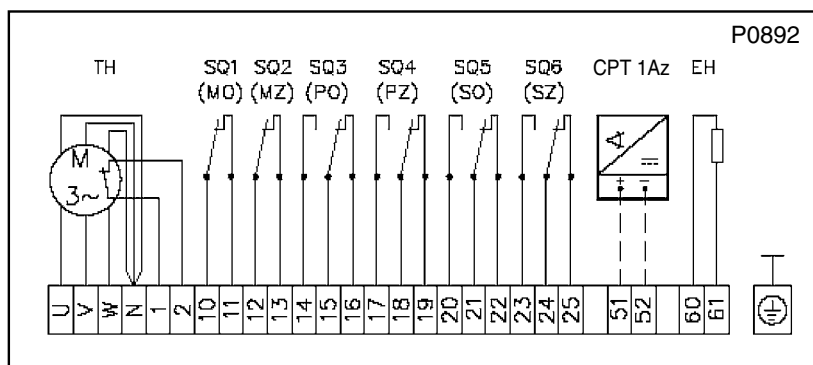 P0892
TH SQ1 SQ2 SQ3 SQ4 SQ5 SQ6 CPT 1Az EH
(MO) (MZ) (PO) (PZ) (SO) (SZ)
M
3~
A
+ −
U V W N 1 2 10 11 12 13 14 15 16 17 18 19 20 21 22 23 24 25 51 52 60 61